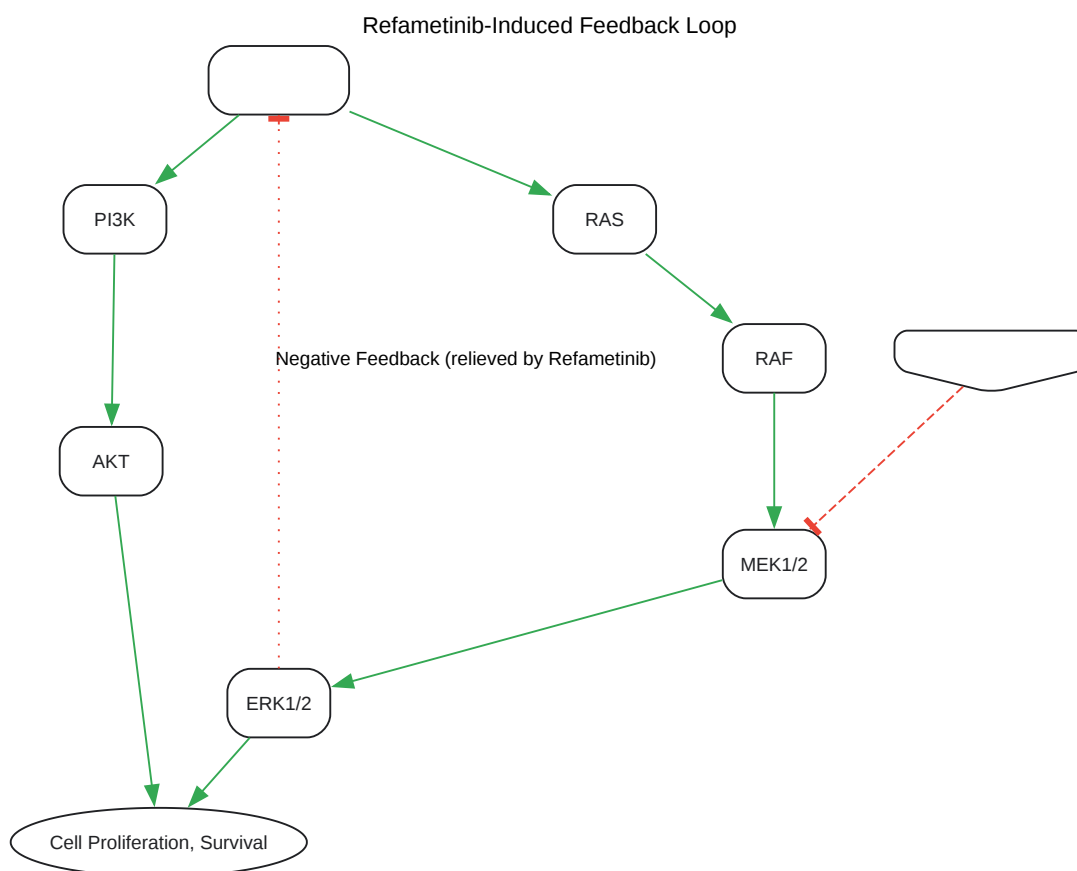 Refametinib-Induced Feedback Loop
PI3K
RAS
Negative Feedback (relieved by Refametinib)
RAF
AKT
MEK1/2
ERK1/2
Cell Proliferation, Survival